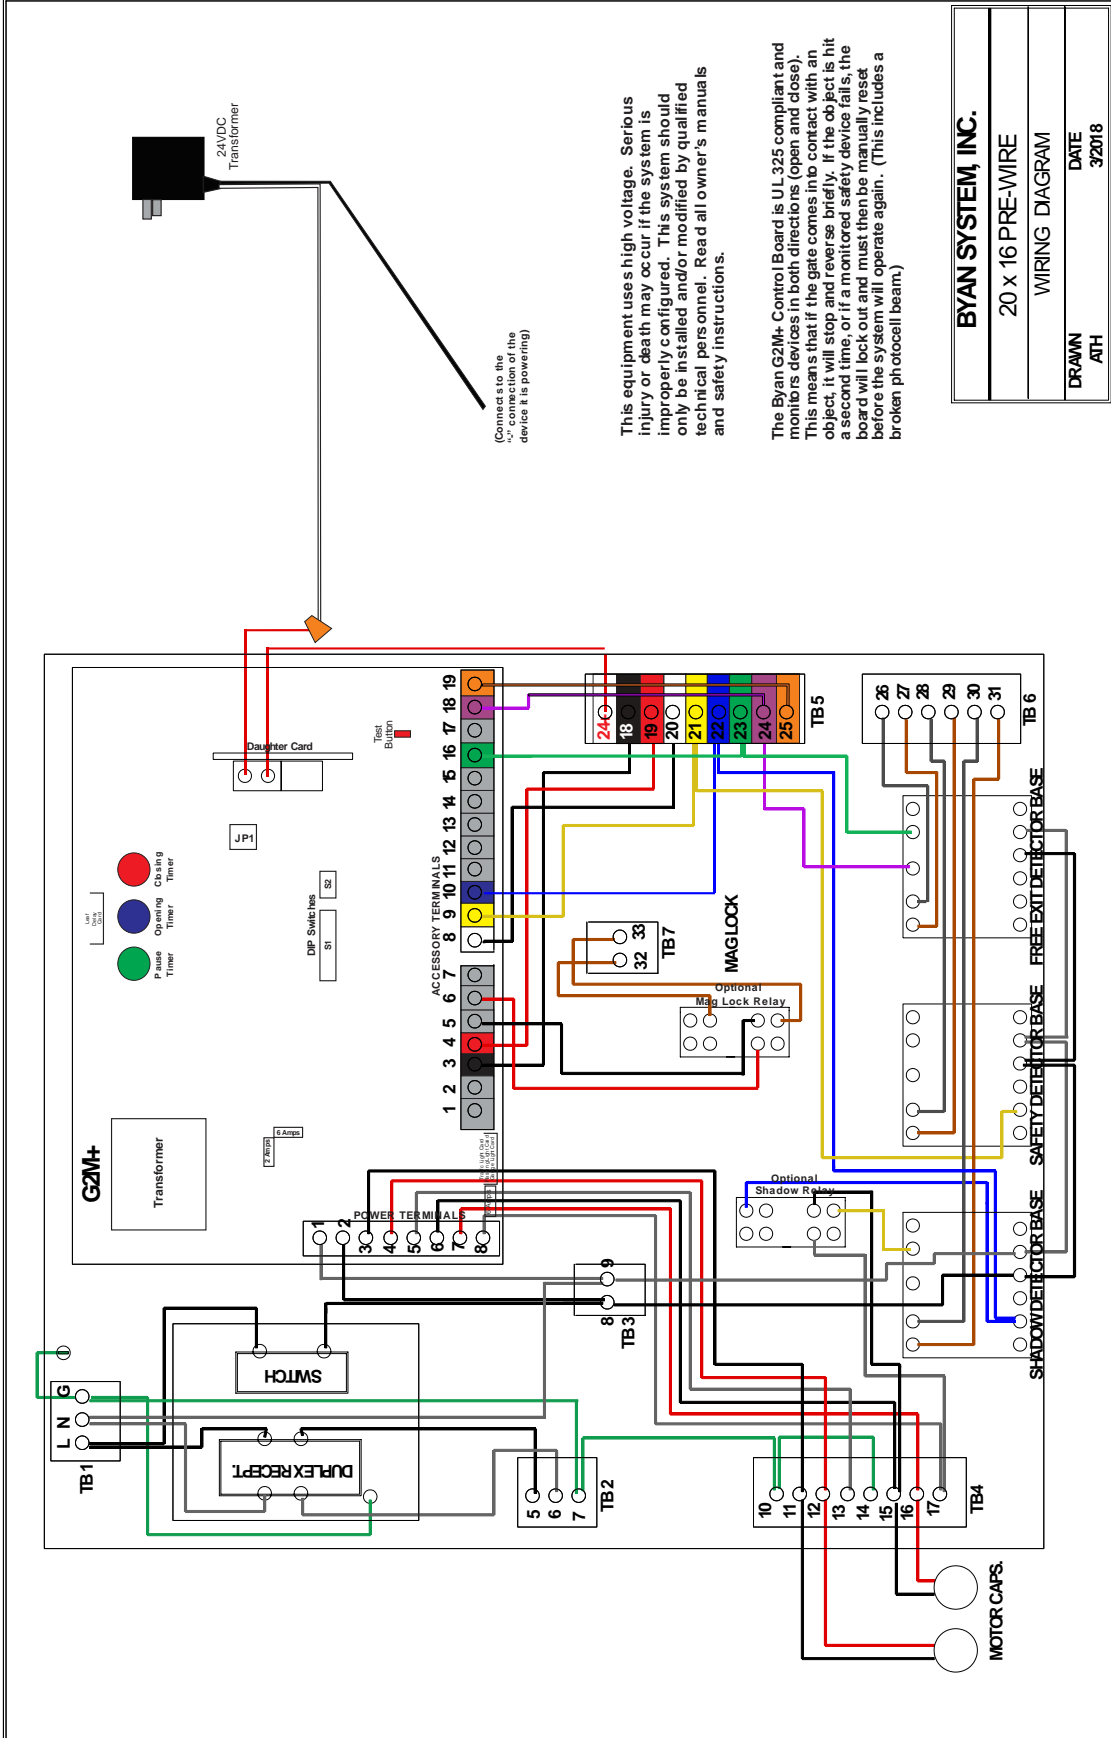 BYAN SYSTEM, INC.
20 x 16 PRE-WIRE
WIRING DIAGRAM
DRAWN
ATH
DATE
3/2018
24VDC
Transformer
(Connects to the
"-" connection of the
device it is powering)
This equipment uses high voltage. Serious
injury or death may occur if the system is
improperly configured. This system should
only be installed and/or modified by qualified
technical personnel. Read all owner's manuals
and safety instructions.
The Byan G2M+ Control Board is UL 325 compliant and
monitors devices in both directions (open and close).
This means that if the gate comes into contact with an
object, it will stop and reverse briefly. If the object is hit
a second time, or if a monitored safety device fails, the
board will lock out and must then be manually reset
before the system will operate again. (This includes a
broken photocell beam.)
G2M+
Transformer
2 Amps
6 Amps
Pause
Timer
Opening
Timer
Closing
Timer
DIP Switches
S1
S2
JP1
Daughter Card
Test
Button
ACCESSORY TERMINALS
1 2 3 4 5 6 7 8 9 10 11 12 13 14 15 16 17 18 19
POWER TERMINALS
1 2 3 4 5 6 7 8
24 18 19 20 21 22 23 24 25
TB5
26 27 28 29 30 31
TB6
32 33
TB7
MAGLOCK
Optional
Mag Lock Relay
Optional
Shadow Relay
FREE EXIT DETECTOR BASE
SAFETY DETECTOR BASE
SHADOW DETECTOR BASE
8 9
TB3
SWITCH
DUPLEX RECEPT.
L N G
TB1
5 6 7
TB2
10 11 12 13 14 15 16 17
TB4
MOTOR CAPS.